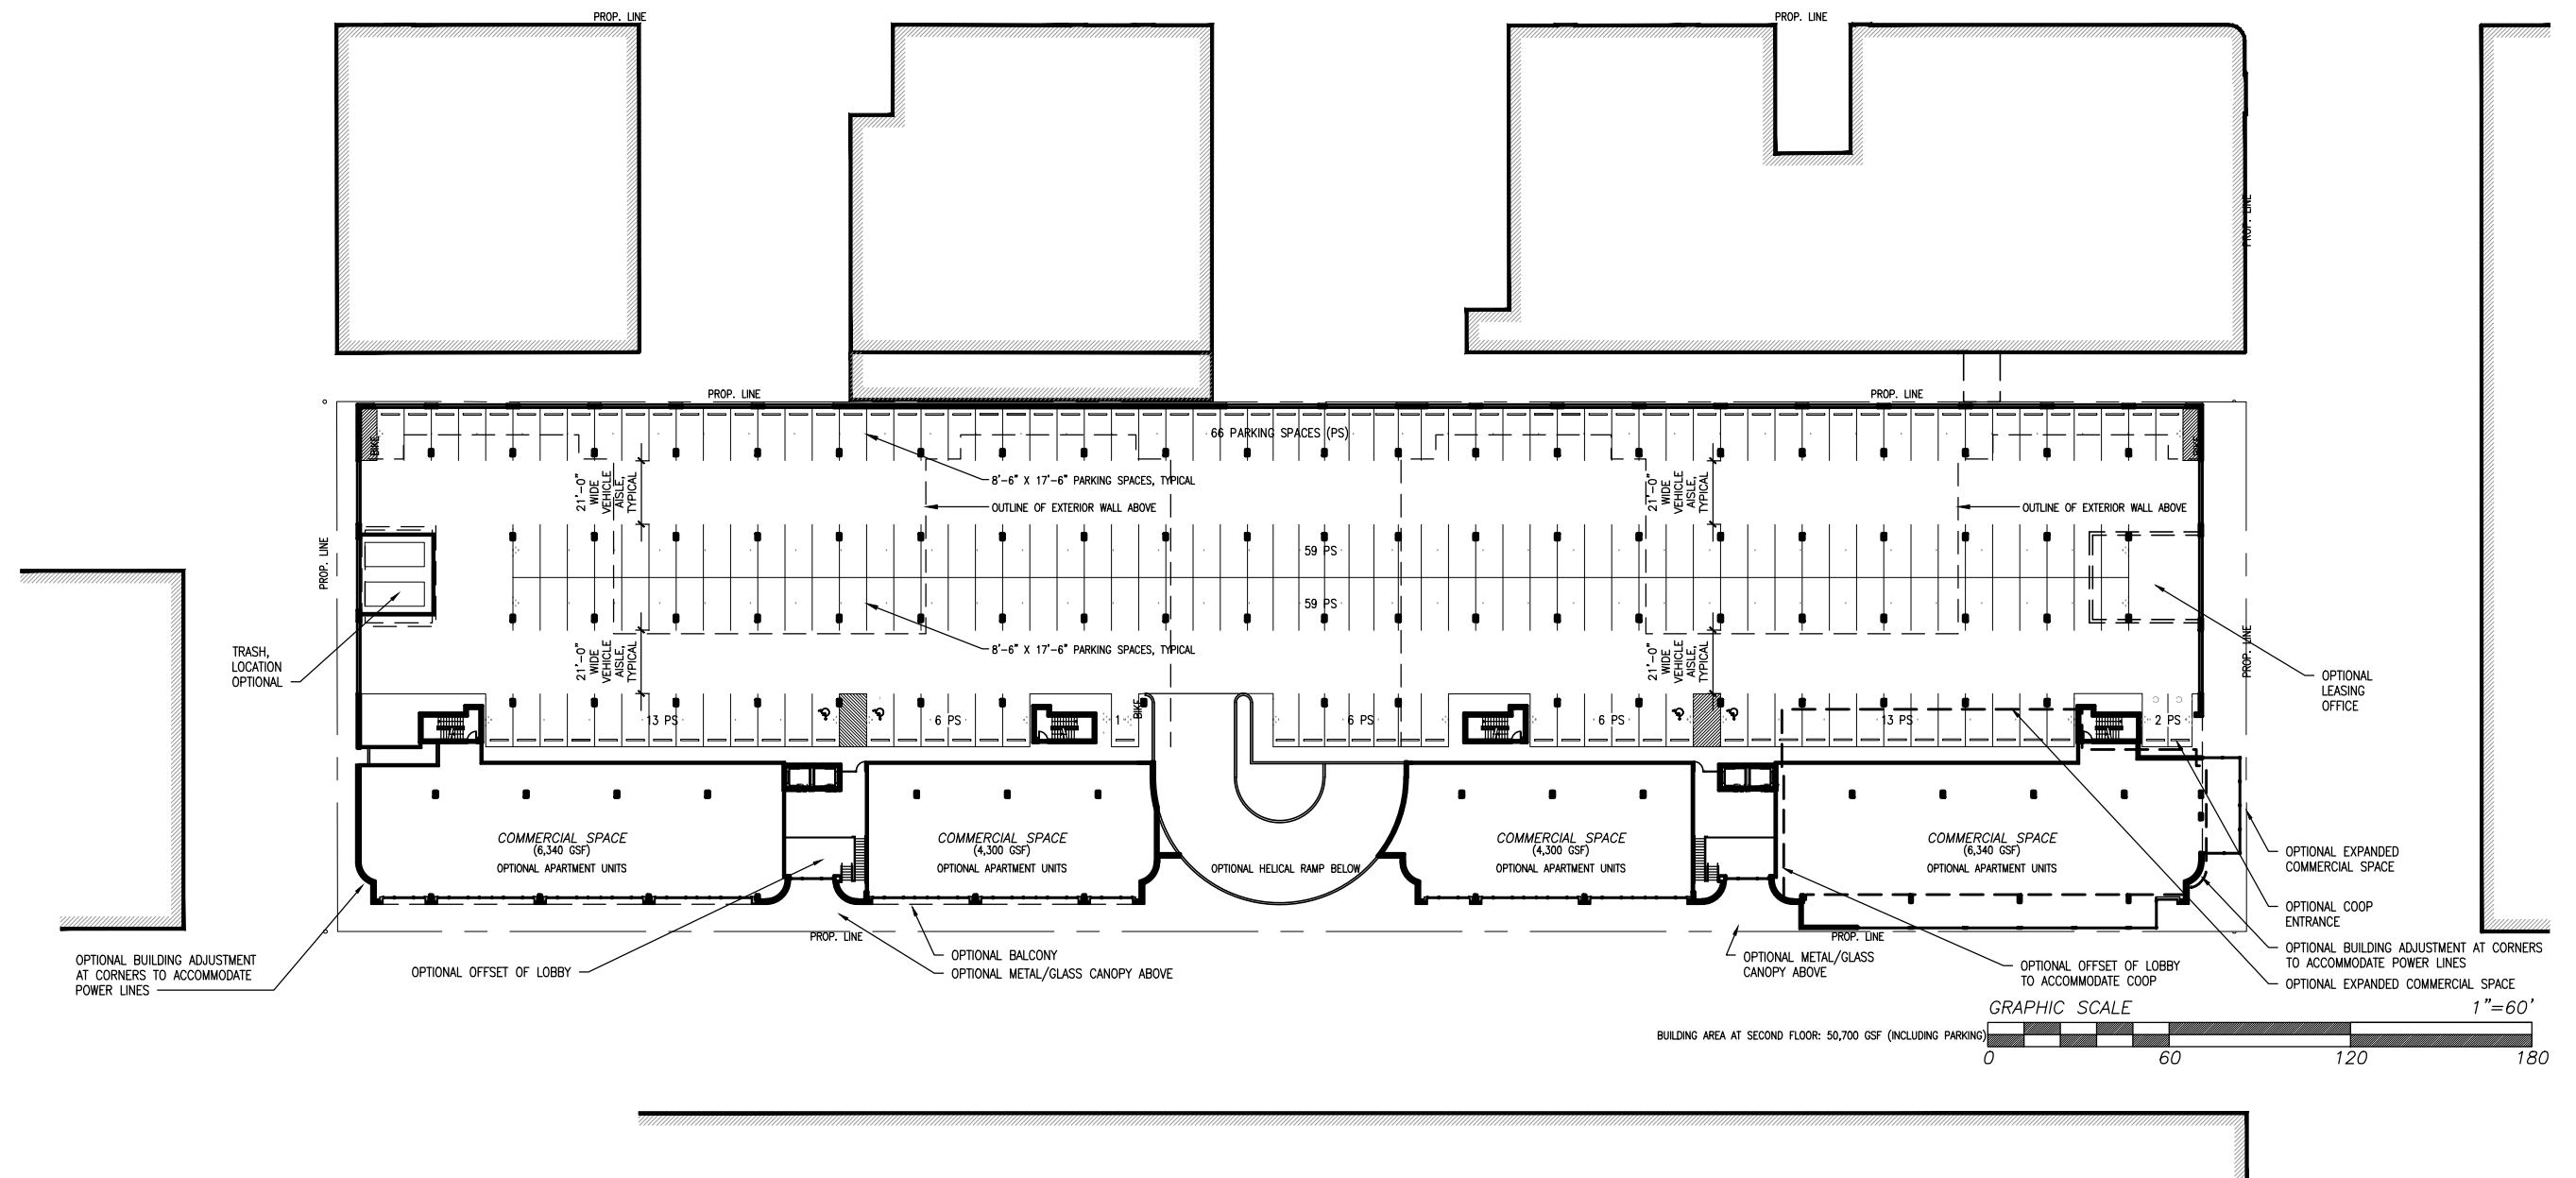 PROP. LINE
PROP. LINE
PROP. LINE
PROP. LINE
PROP. LINE
BIKE
66 PARKING SPACES (PS)
BIKE
21'-0"
WIDE
VEHICLE
AISLE,
TYPICAL
8'-6" X 17'-6" PARKING SPACES, TYPICAL
OUTLINE OF EXTERIOR WALL ABOVE
21'-0"
WIDE
VEHICLE
AISLE,
TYPICAL
OUTLINE OF EXTERIOR WALL ABOVE
PROP. LINE
59 PS
59 PS
21'-0"
WIDE
VEHICLE
AISLE,
TYPICAL
8'-6" X 17'-6" PARKING SPACES, TYPICAL
21'-0"
WIDE
VEHICLE
AISLE,
TYPICAL
PROP. LINE
TRASH,
LOCATION
OPTIONAL
OPTIONAL
LEASING
OFFICE
13 PS
6 PS
1
BIKE
6 PS
6 PS
13 PS
2 PS
COMMERCIAL SPACE
(6,340 GSF)
OPTIONAL APARTMENT UNITS
COMMERCIAL SPACE
(4,300 GSF)
OPTIONAL APARTMENT UNITS
OPTIONAL HELICAL RAMP BELOW
COMMERCIAL SPACE
(4,300 GSF)
OPTIONAL APARTMENT UNITS
COMMERCIAL SPACE
(6,340 GSF)
OPTIONAL APARTMENT UNITS
OPTIONAL EXPANDED
COMMERCIAL SPACE
OPTIONAL COOP
ENTRANCE
PROP. LINE
PROP. LINE
OPTIONAL BUILDING ADJUSTMENT
AT CORNERS TO ACCOMMODATE
POWER LINES
OPTIONAL OFFSET OF LOBBY
OPTIONAL BALCONY
OPTIONAL METAL/GLASS CANOPY ABOVE
OPTIONAL METAL/GLASS
CANOPY ABOVE
OPTIONAL OFFSET OF LOBBY
TO ACCOMMODATE COOP
OPTIONAL BUILDING ADJUSTMENT AT CORNERS
TO ACCOMMODATE POWER LINES
OPTIONAL EXPANDED COMMERCIAL SPACE
GRAPHIC SCALE 1"=60'
BUILDING AREA AT SECOND FLOOR: 50,700 GSF (INCLUDING PARKING)
0 60 120 180